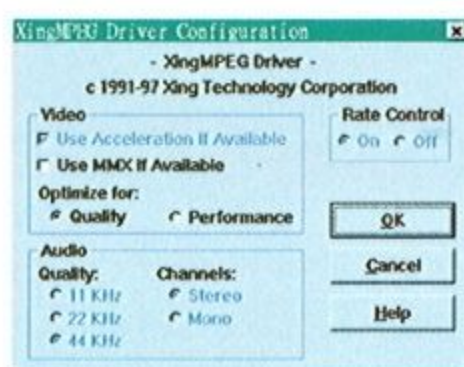 XingMPEG Driver Configuration
- XingMPEG Driver -
c 1991-97 Xing Technology Corporation
Video
Use Acceleration If Available
Use MMX If Available
Optimize for:
Quality
Performance
Rate Control
On
Off
Audio
Quality:
11 KHz
22 KHz
44 KHz
Channels:
Stereo
Mono
OK
Cancel
Help